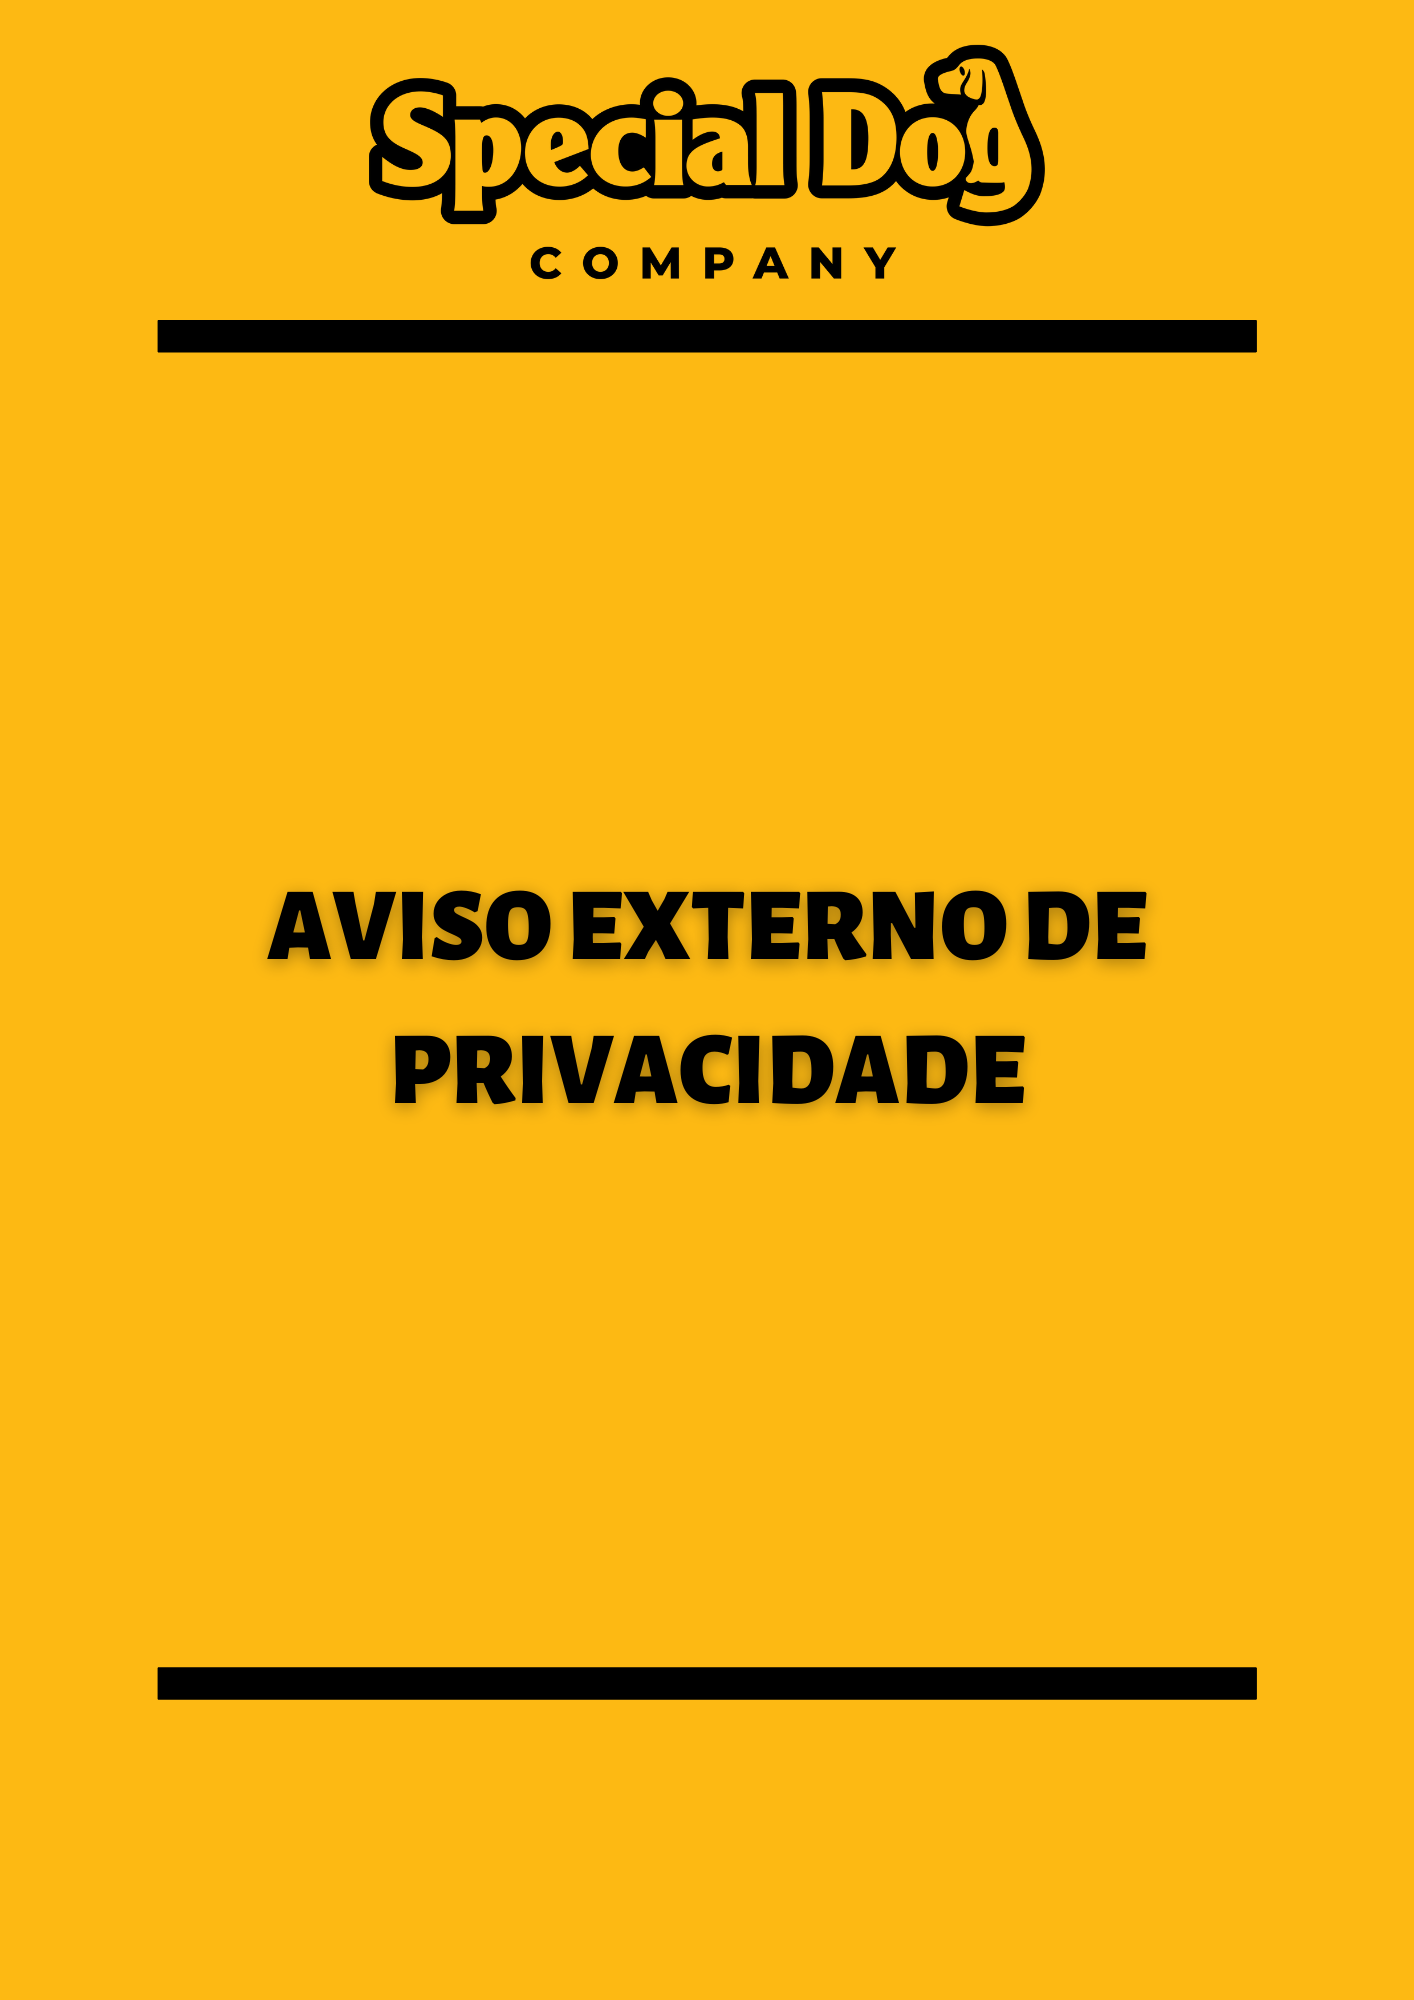 Special Dog
COMPANY
AVISO EXTERNO DE
PRIVACIDADE